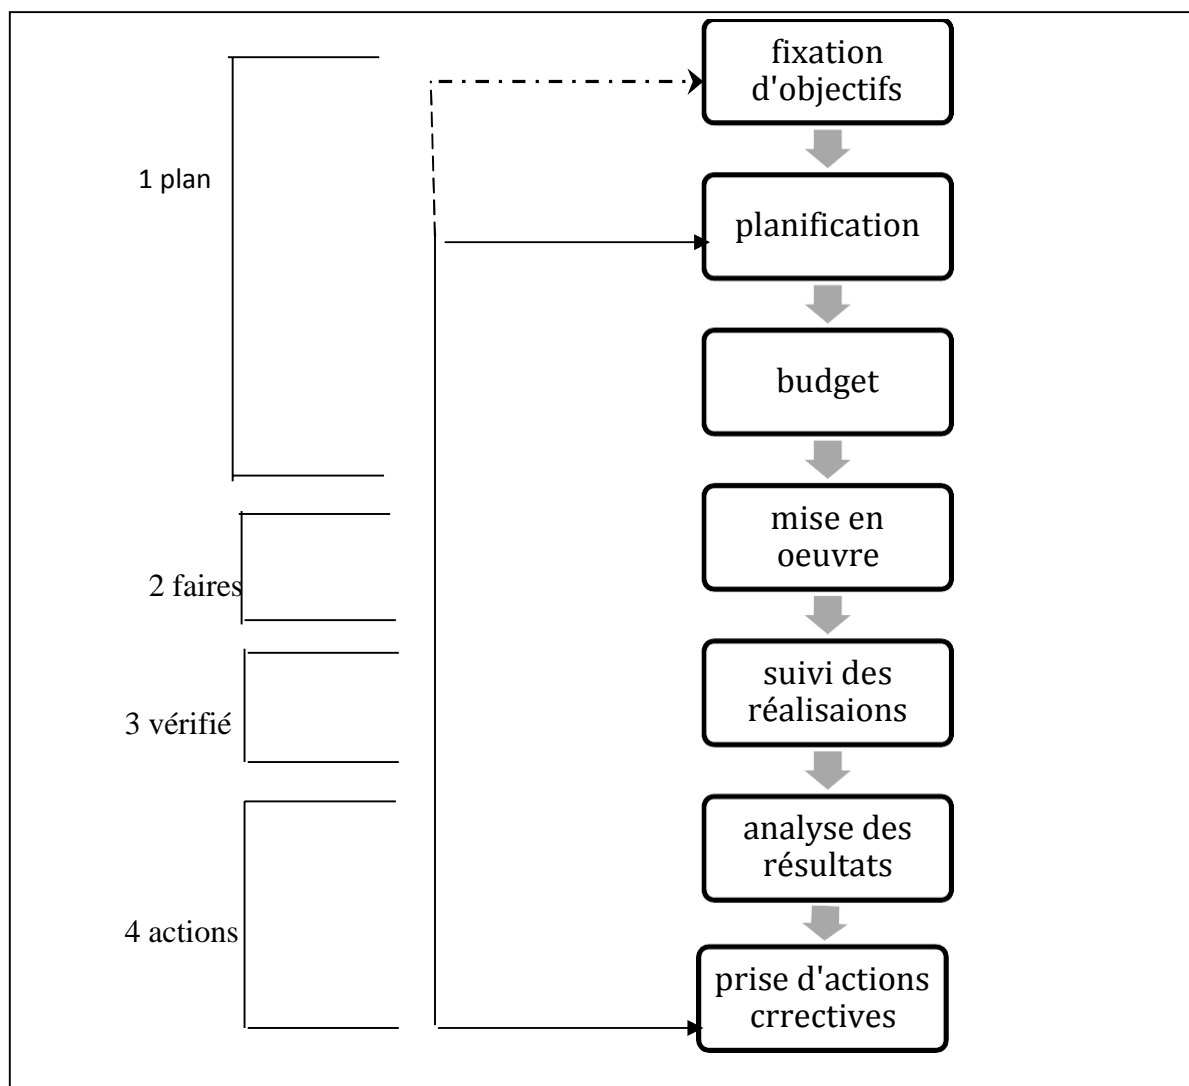 fixation
d'objectifs
1 plan
planification
budget
mise en
oeuvre
2 faires
suivi des
réalisaions
3 vérifié
analyse des
résultats
4 actions
prise d'actions
crrectives